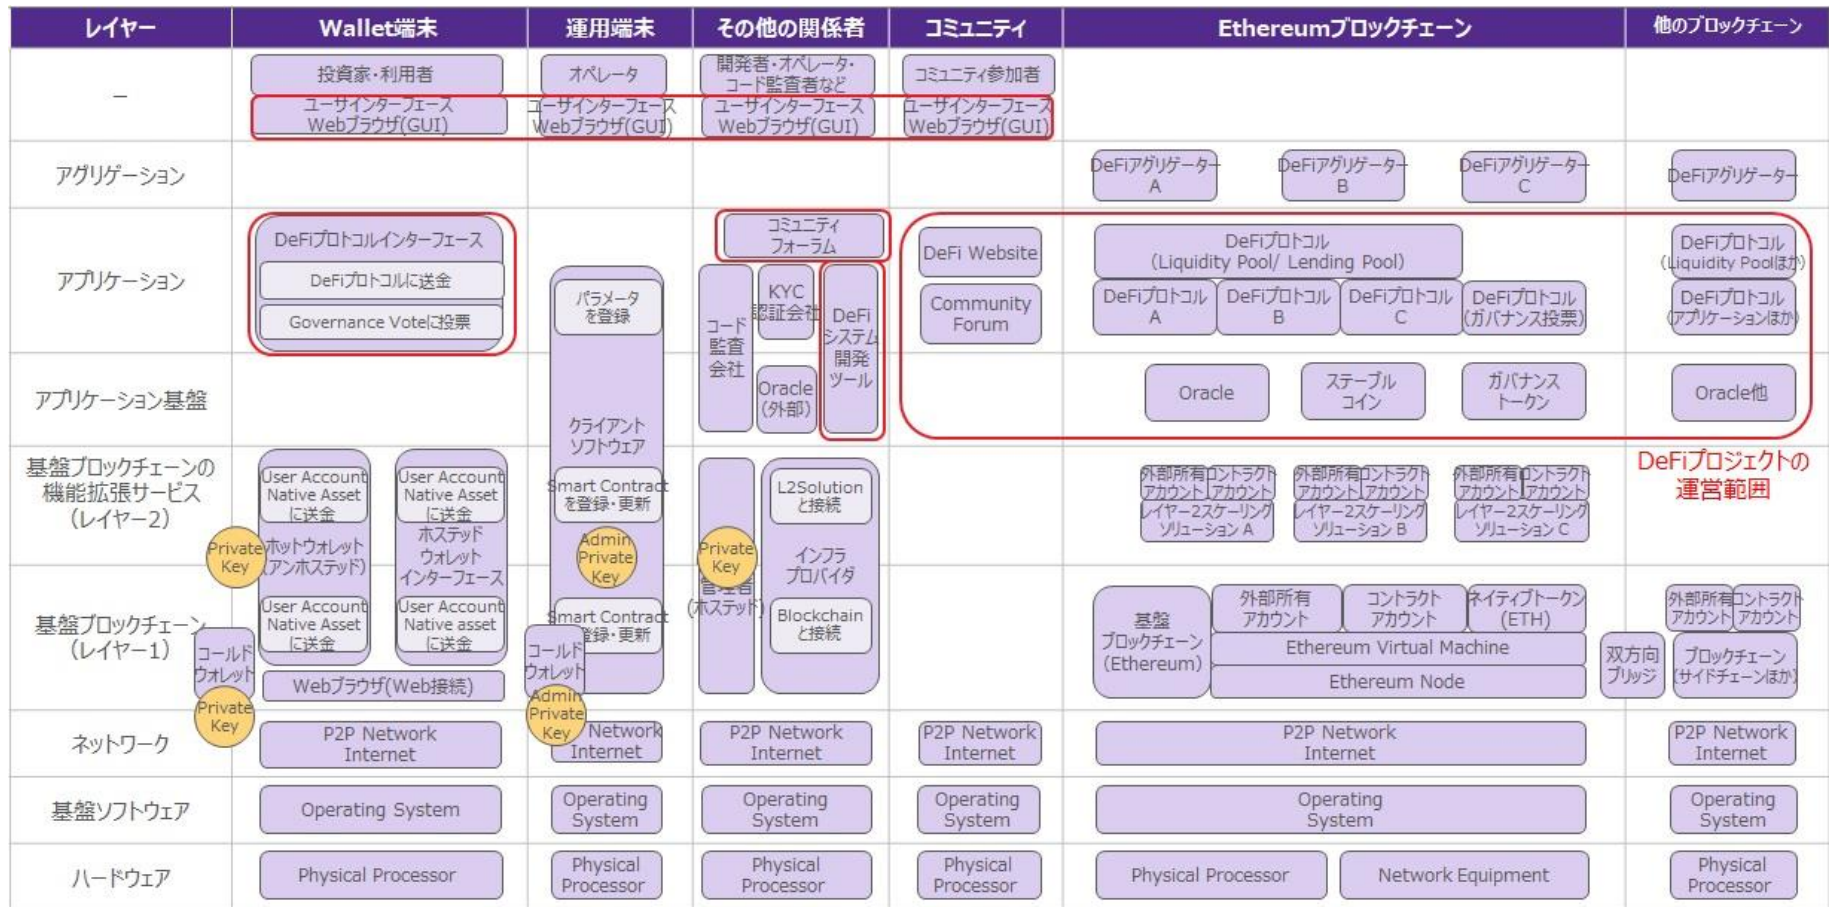 レイヤー
Wallet端末
運用端末
その他の関係者
コミュニティ
Ethereumブロックチェーン
他のブロックチェーン
—
投資家・利用者
ユーザインターフェース
Webブラウザ(GUI)
オペレータ
ユーザインターフェース
Webブラウザ(GUI)
開発者・オペレータ・
コード監査者など
ユーザインターフェース
Webブラウザ(GUI)
コミュニティ参加者
ユーザインターフェース
Webブラウザ(GUI)
アグリゲーション
DeFiアグリゲーター
A
DeFiアグリゲーター
B
DeFiアグリゲーター
C
DeFiアグリゲーター
アプリケーション
DeFiプロトコルインターフェース
DeFiプロトコルに送金
Governance Voteに投票
パラメータ
を登録
コミュニティ
フォーラム
コード
監査
会社
KYC
認証会社
DeFi
システム
開発
ツール
DeFi Website
Community
Forum
DeFiプロトコル
(Liquidity Pool/ Lending Pool)
DeFiプロトコル
A
DeFiプロトコル
B
DeFiプロトコル
C
DeFiプロトコル
(ガバナンス投票)
DeFiプロトコル
(Liquidity Poolほか)
DeFiプロトコル
(アプリケーションほか)
アプリケーション基盤
クライアント
ソフトウェア
Oracle
(外部)
Oracle
ステーブル
コイン
ガバナンス
トークン
Oracle他
DeFiプロジェクトの
運営範囲
基盤ブロックチェーンの
機能拡張サービス
(レイヤー2)
User Account
Native Asset
に送金
User Account
Native Asset
に送金
Private
Key
ホットウォレット
(アンホステッド)
ホステッド
ウォレット
インターフェース
Smart Contract
を登録・更新
Admin
Private
Key
Private
Key
管理者
(ホステッド)
L2Solution
と接続
インフラ
プロバイダ
外部所有
アカウント
コントラクト
アカウント
レイヤー2スケーリング
ソリューション A
外部所有
アカウント
コントラクト
アカウント
レイヤー2スケーリング
ソリューション B
外部所有
アカウント
コントラクト
アカウント
レイヤー2スケーリング
ソリューション C
基盤ブロックチェーン
(レイヤー1)
コールド
ウォレット
Private
Key
User Account
Native Asset
に送金
User Account
Native asset
に送金
Webブラウザ(Web接続)
Smart Contract
登録・更新
コールド
ウォレット
Admin
Private
Key
Blockchain
と接続
基盤
ブロックチェーン
(Ethereum)
外部所有
アカウント
コントラクト
アカウント
ネイティブトークン
(ETH)
Ethereum Virtual Machine
Ethereum Node
双方向
ブリッジ
外部所有
アカウント
コントラクト
アカウント
ブロックチェーン
(サイドチェーンほか)
ネットワーク
P2P Network
Internet
Network
Internet
P2P Network
Internet
P2P Network
Internet
P2P Network
Internet
P2P Network
Internet
基盤ソフトウェア
Operating System
Operating
System
Operating
System
Operating
System
Operating
System
Operating
System
ハードウェア
Physical Processor
Physical
Processor
Physical
Processor
Physical
Processor
Physical Processor
Network Equipment
Physical
Processor